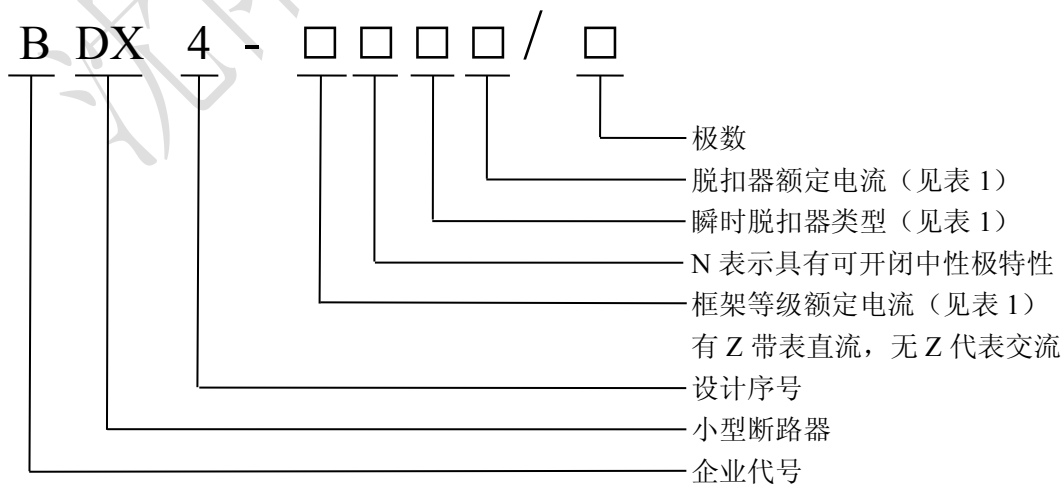 B DX 4 - □ □ □ □ / □
极数
脱扣器额定电流（见表 1）
瞬时脱扣器类型（见表 1）
N 表示具有可开闭中性极特性
框架等级额定电流（见表 1）
有 Z 带表直流，无 Z 代表交流
设计序号
小型断路器
企业代号